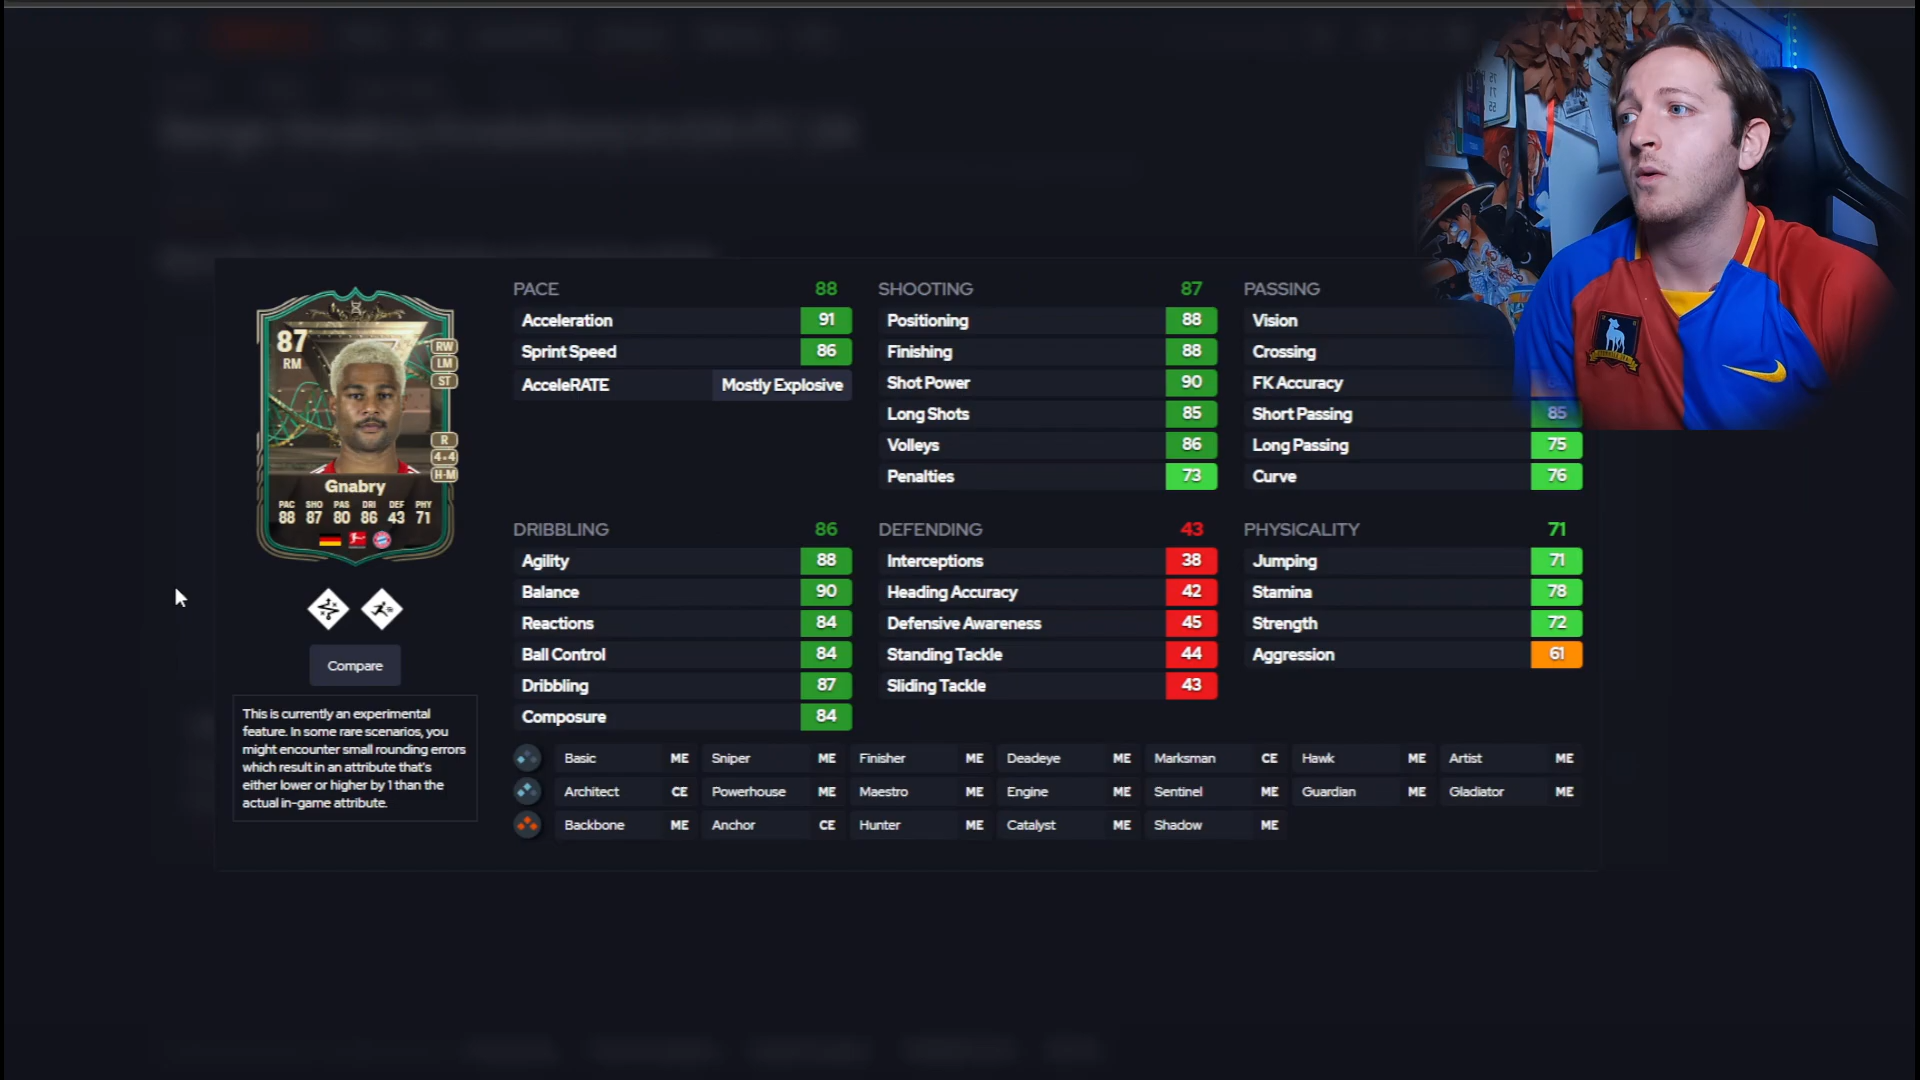 PACE 88
Acceleration 91
Sprint Speed 86
AcceleRATE Mostly Explosive
SHOOTING 87
Positioning 88
Finishing 88
Shot Power 90
Long Shots 85
Volleys 86
Penalties 73
PASSING
Vision
Crossing
FK Accuracy
Short Passing 85
Long Passing 75
Curve 76
87
RM
RW
LM
ST
R
4-4
H-M
Gnabry
PAC SHO PAS DRI DEF PHY
88 87 80 86 43 71
Compare
This is currently an experimental
feature. In some rare scenarios, you
might encounter small rounding errors
which result in an attribute that's
either lower or higher by 1 than the
actual in-game attribute.
DRIBBLING 86
Agility 88
Balance 90
Reactions 84
Ball Control 84
Dribbling 87
Composure 84
DEFENDING 43
Interceptions 38
Heading Accuracy 42
Defensive Awareness 45
Standing Tackle 44
Sliding Tackle 43
PHYSICALITY 71
Jumping 71
Stamina 78
Strength 72
Aggression 61
Basic ME Sniper ME Finisher ME Deadeye ME Marksman CE Hawk ME Artist ME
Architect CE Powerhouse ME Maestro ME Engine ME Sentinel ME Guardian ME Gladiator ME
Backbone ME Anchor CE Hunter ME Catalyst ME Shadow ME
75
71
55